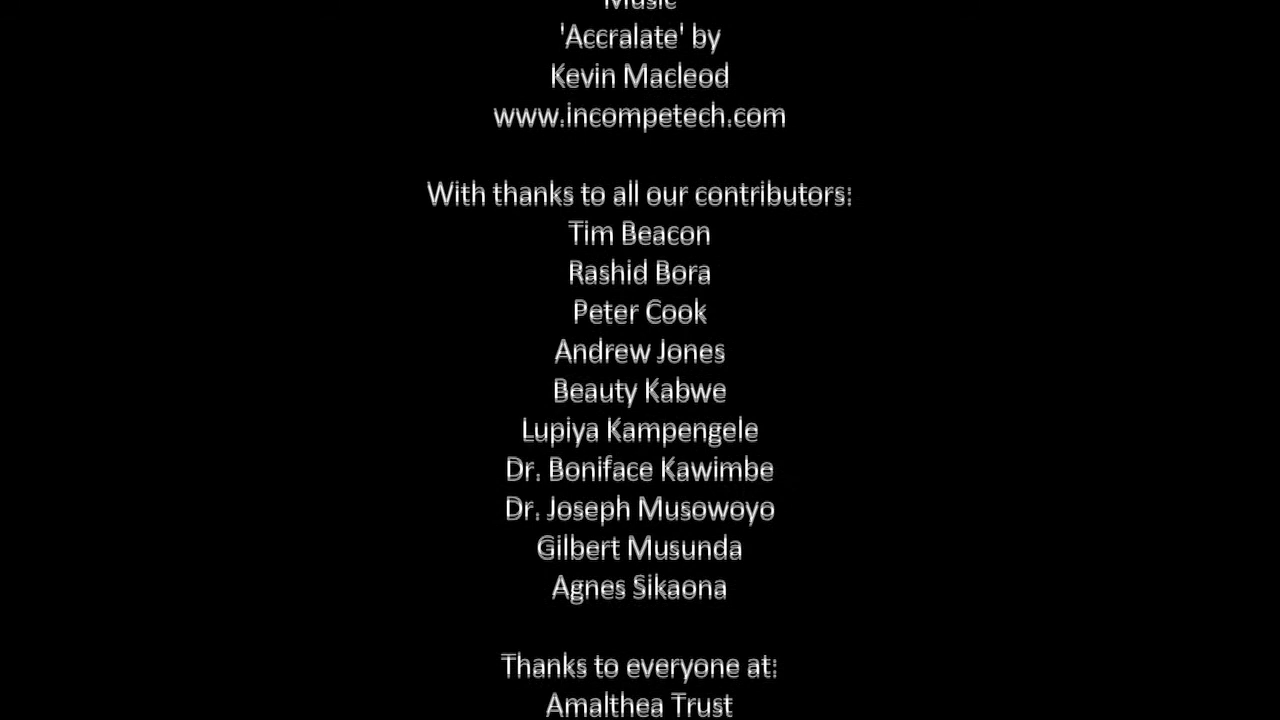 Music
'Accralate' by
Kevin Macleod
www.incompetech.com
With thanks to all our contributors:
Tim Beacon
Rashid Bora
Peter Cook
Andrew Jones
Beauty Kabwe
Lupiya Kampengele
Dr. Boniface Kawimbe
Dr. Joseph Musowoyo
Gilbert Musunda
Agnes Sikaona
Thanks to everyone at:
Amalthea Trust